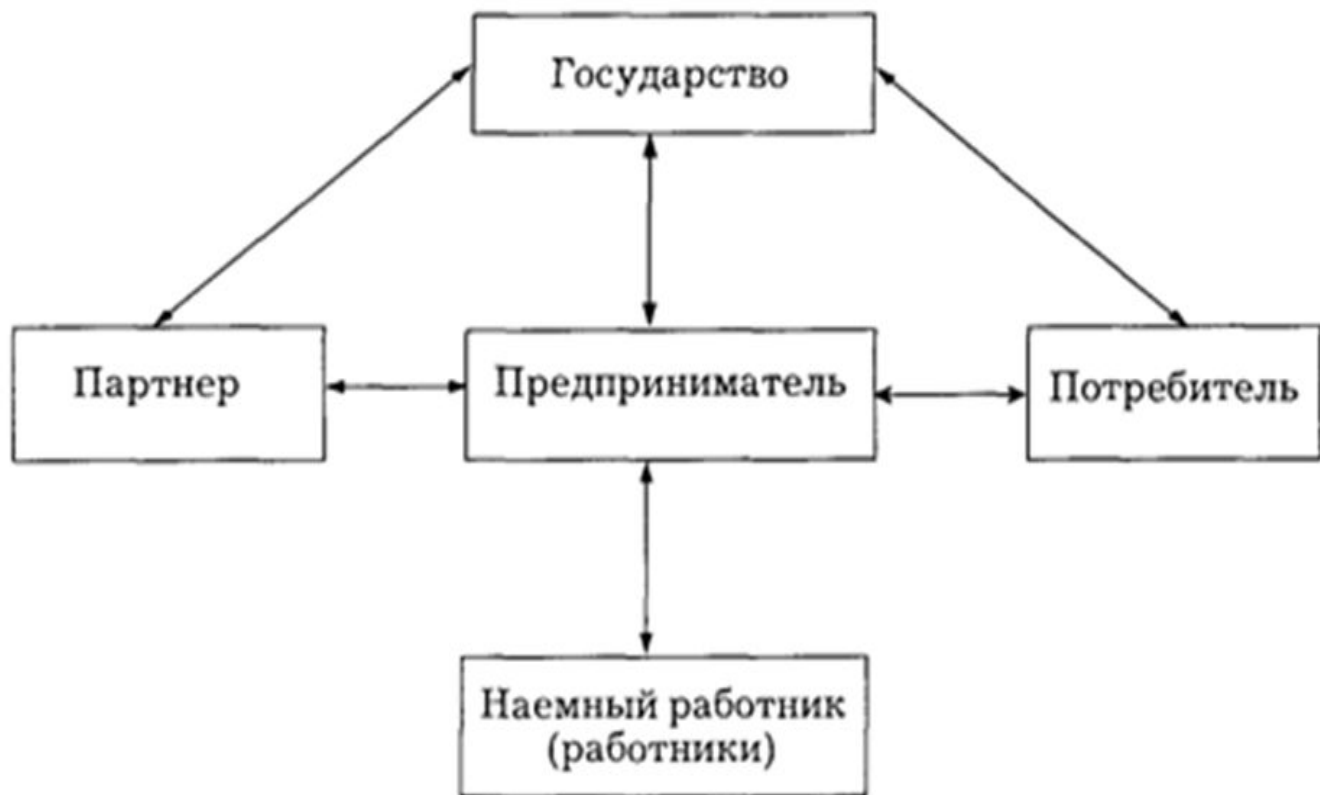 Государство
Партнер
Предприниматель
Потребитель
Наемный работник
(работники)